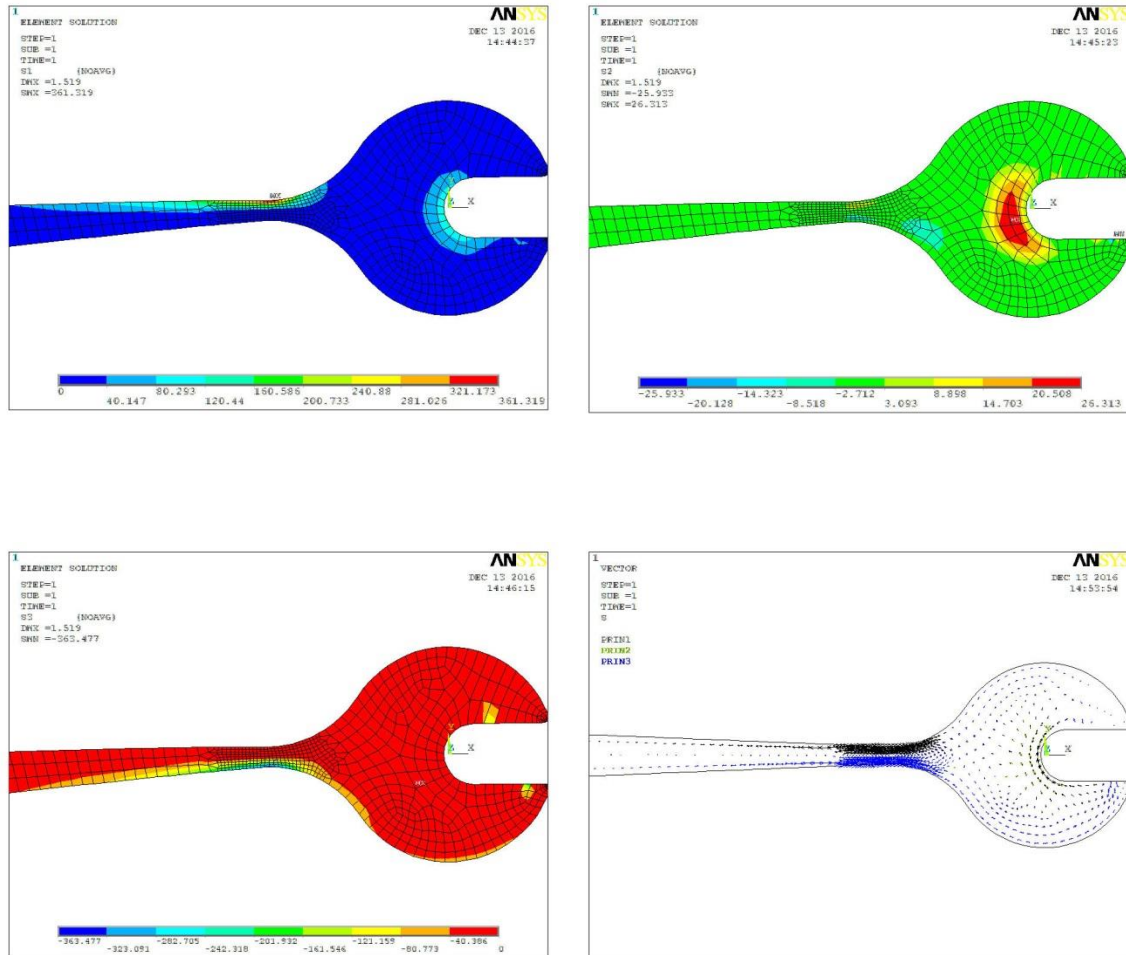 1
ANSYS
ELEMENT SOLUTION
DEC 13 2016
14:44:37
STEP=1
SUB =1
TIME=1
S1 (NOAVG)
DMX =1.519
SMX =361.319
MX
Z X
0 80.293 160.586 240.88 321.173
40.147 120.44 200.733 281.026 361.319
1
ANSYS
ELEMENT SOLUTION
DEC 13 2016
14:45:23
STEP=1
SUB =1
TIME=1
S2 (NOAVG)
DMX =1.519
SMN =-25.933
SMX =26.313
Z X
MN
-25.933 -14.323 -2.712 8.898 20.508
-20.128 -8.518 3.093 14.703 26.313
1
ANSYS
ELEMENT SOLUTION
DEC 13 2016
14:46:15
STEP=1
SUB =1
TIME=1
S3 (NOAVG)
DMX =1.519
SMN =-363.477
Y
Z X
MX
-363.477 -282.705 -201.932 -121.159 -40.386
-323.091 -242.318 -161.546 -80.773 0
1
ANSYS
VECTOR
DEC 13 2016
14:53:54
STEP=1
SUB =1
TIME=1
S
PRIN1
PRIN2
PRIN3
Z X